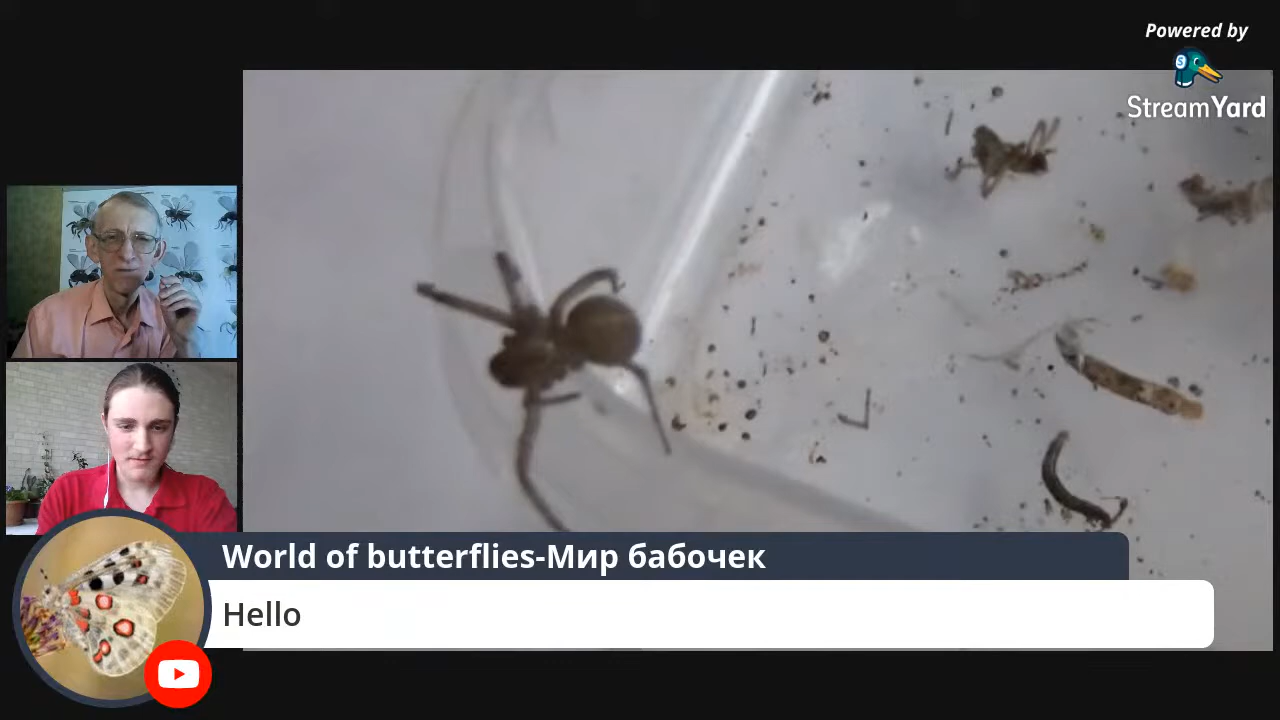 Powered by
StreamYard
World of butterflies-Мир бабочек
Hello